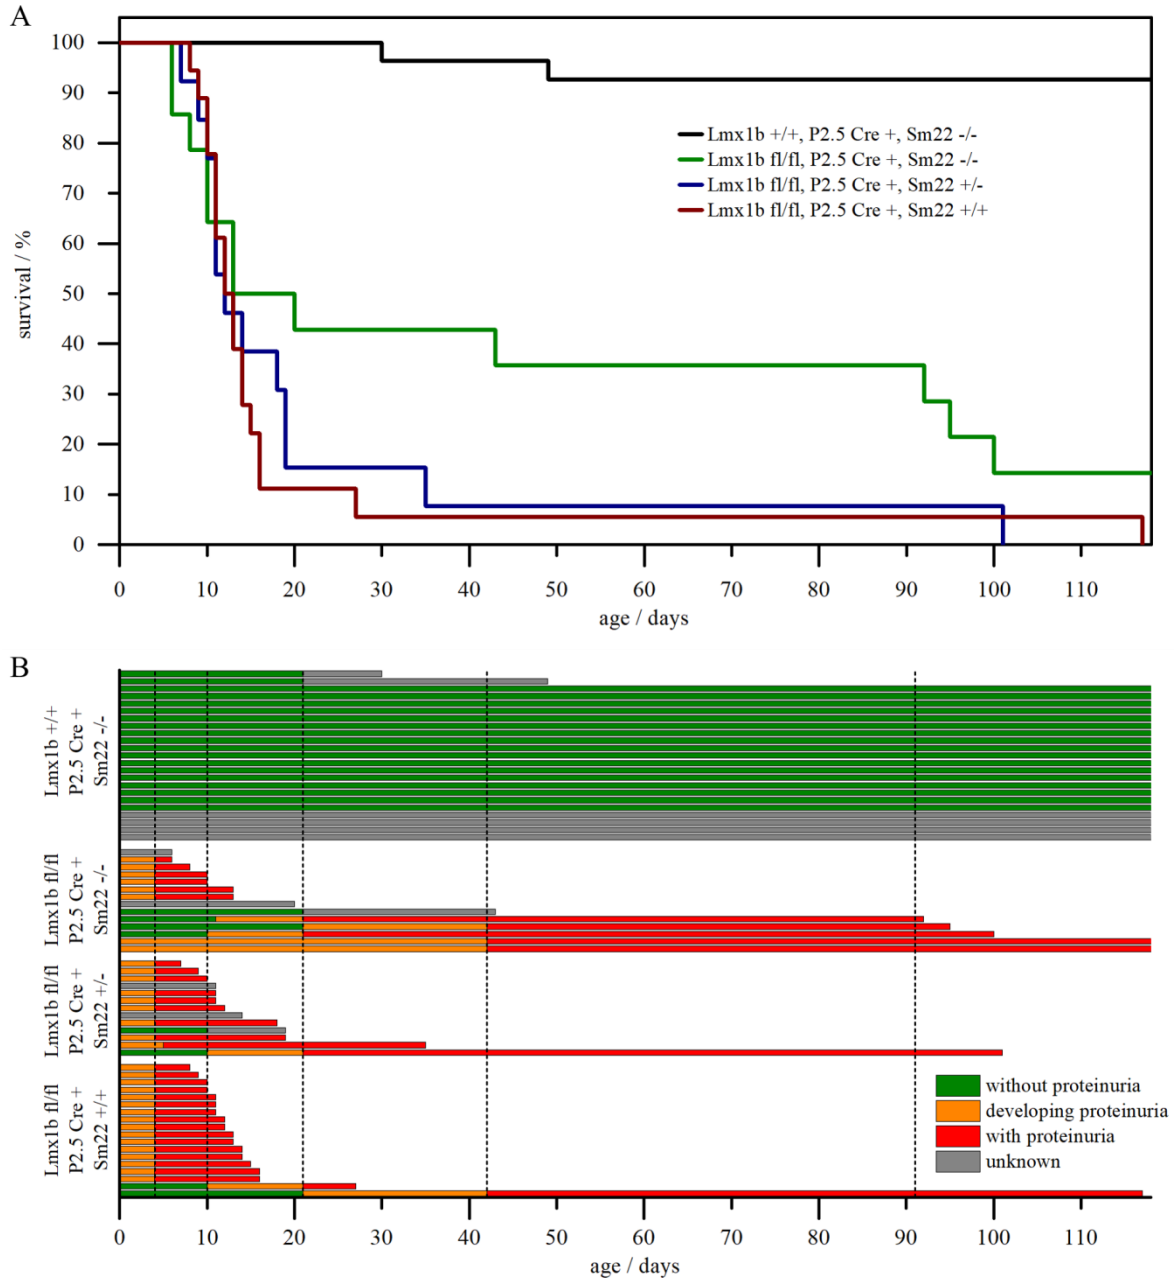 A
100
90
80
70
60
50
40
30
20
10
0
survival / %
Lmx1b +/+, P2.5 Cre +, Sm22 -/-
Lmx1b fl/fl, P2.5 Cre +, Sm22 -/-
Lmx1b fl/fl, P2.5 Cre +, Sm22 +/-
Lmx1b fl/fl, P2.5 Cre +, Sm22 +/+
0 10 20 30 40 50 60 70 80 90 100 110
age / days
B
Lmx1b +/+
P2.5 Cre +
Sm22 -/-
Lmx1b fl/fl
P2.5 Cre +
Sm22 -/-
Lmx1b fl/fl
P2.5 Cre +
Sm22 +/-
Lmx1b fl/fl
P2.5 Cre +
Sm22 +/+
without proteinuria
developing proteinuria
with proteinuria
unknown
0 10 20 30 40 50 60 70 80 90 100 110
age / days